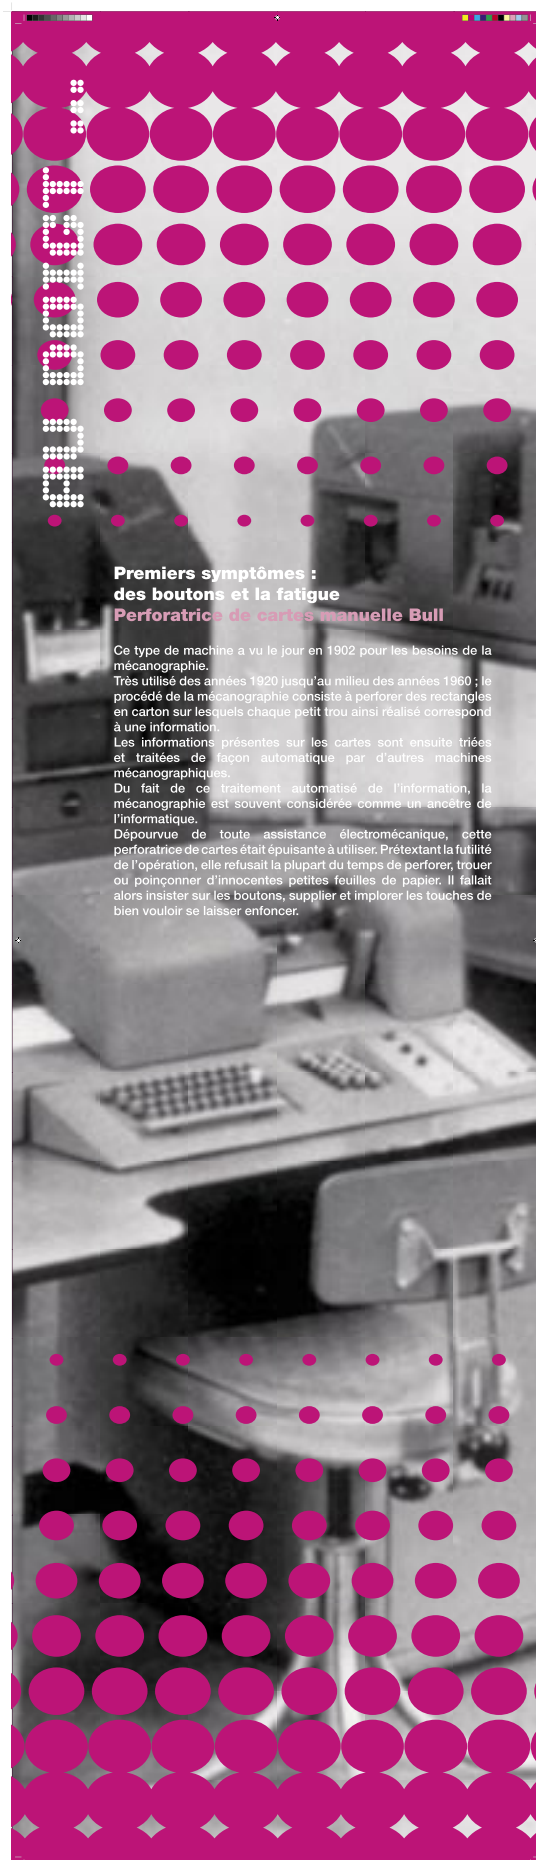 AU DOIGT ...
Premiers symptômes :
des boutons et la fatigue
Perforatrice de cartes manuelle Bull
Ce type de machine a vu le jour en 1902 pour les besoins de la
mécanographie.
Très utilisé des années 1920 jusqu'au milieu des années 1960 ; le
procédé de la mécanographie consiste à perforer des rectangles
en carton sur lesquels chaque petit trou ainsi réalisé correspond
à une information.
Les informations présentes sur les cartes sont ensuite triées
et traitées de façon automatique par d'autres machines
mécanographiques.
Du fait de ce traitement automatisé de l'information, la
mécanographie est souvent considérée comme un ancêtre de
l'informatique.
Dépourvue de toute assistance électromécanique, cette
perforatrice de cartes était épuisante à utiliser. Prétextant la futilité
de l'opération, elle refusait la plupart du temps de perforer, trouer
ou poinçonner d'innocentes petites feuilles de papier. Il fallait
alors insister sur les boutons, supplier et implorer les touches de
bien vouloir se laisser enfoncer.